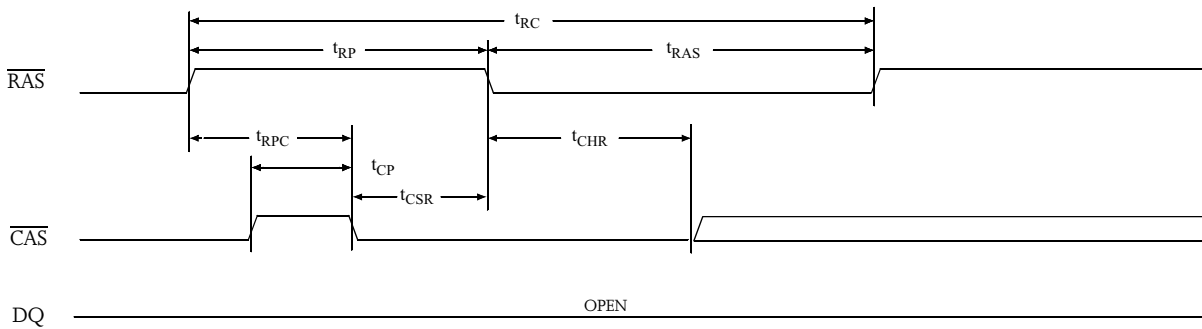 tRC
tRP tRAS
RAS
tRPC tCHR
tCP
tCSR
CAS
OPEN
DQ